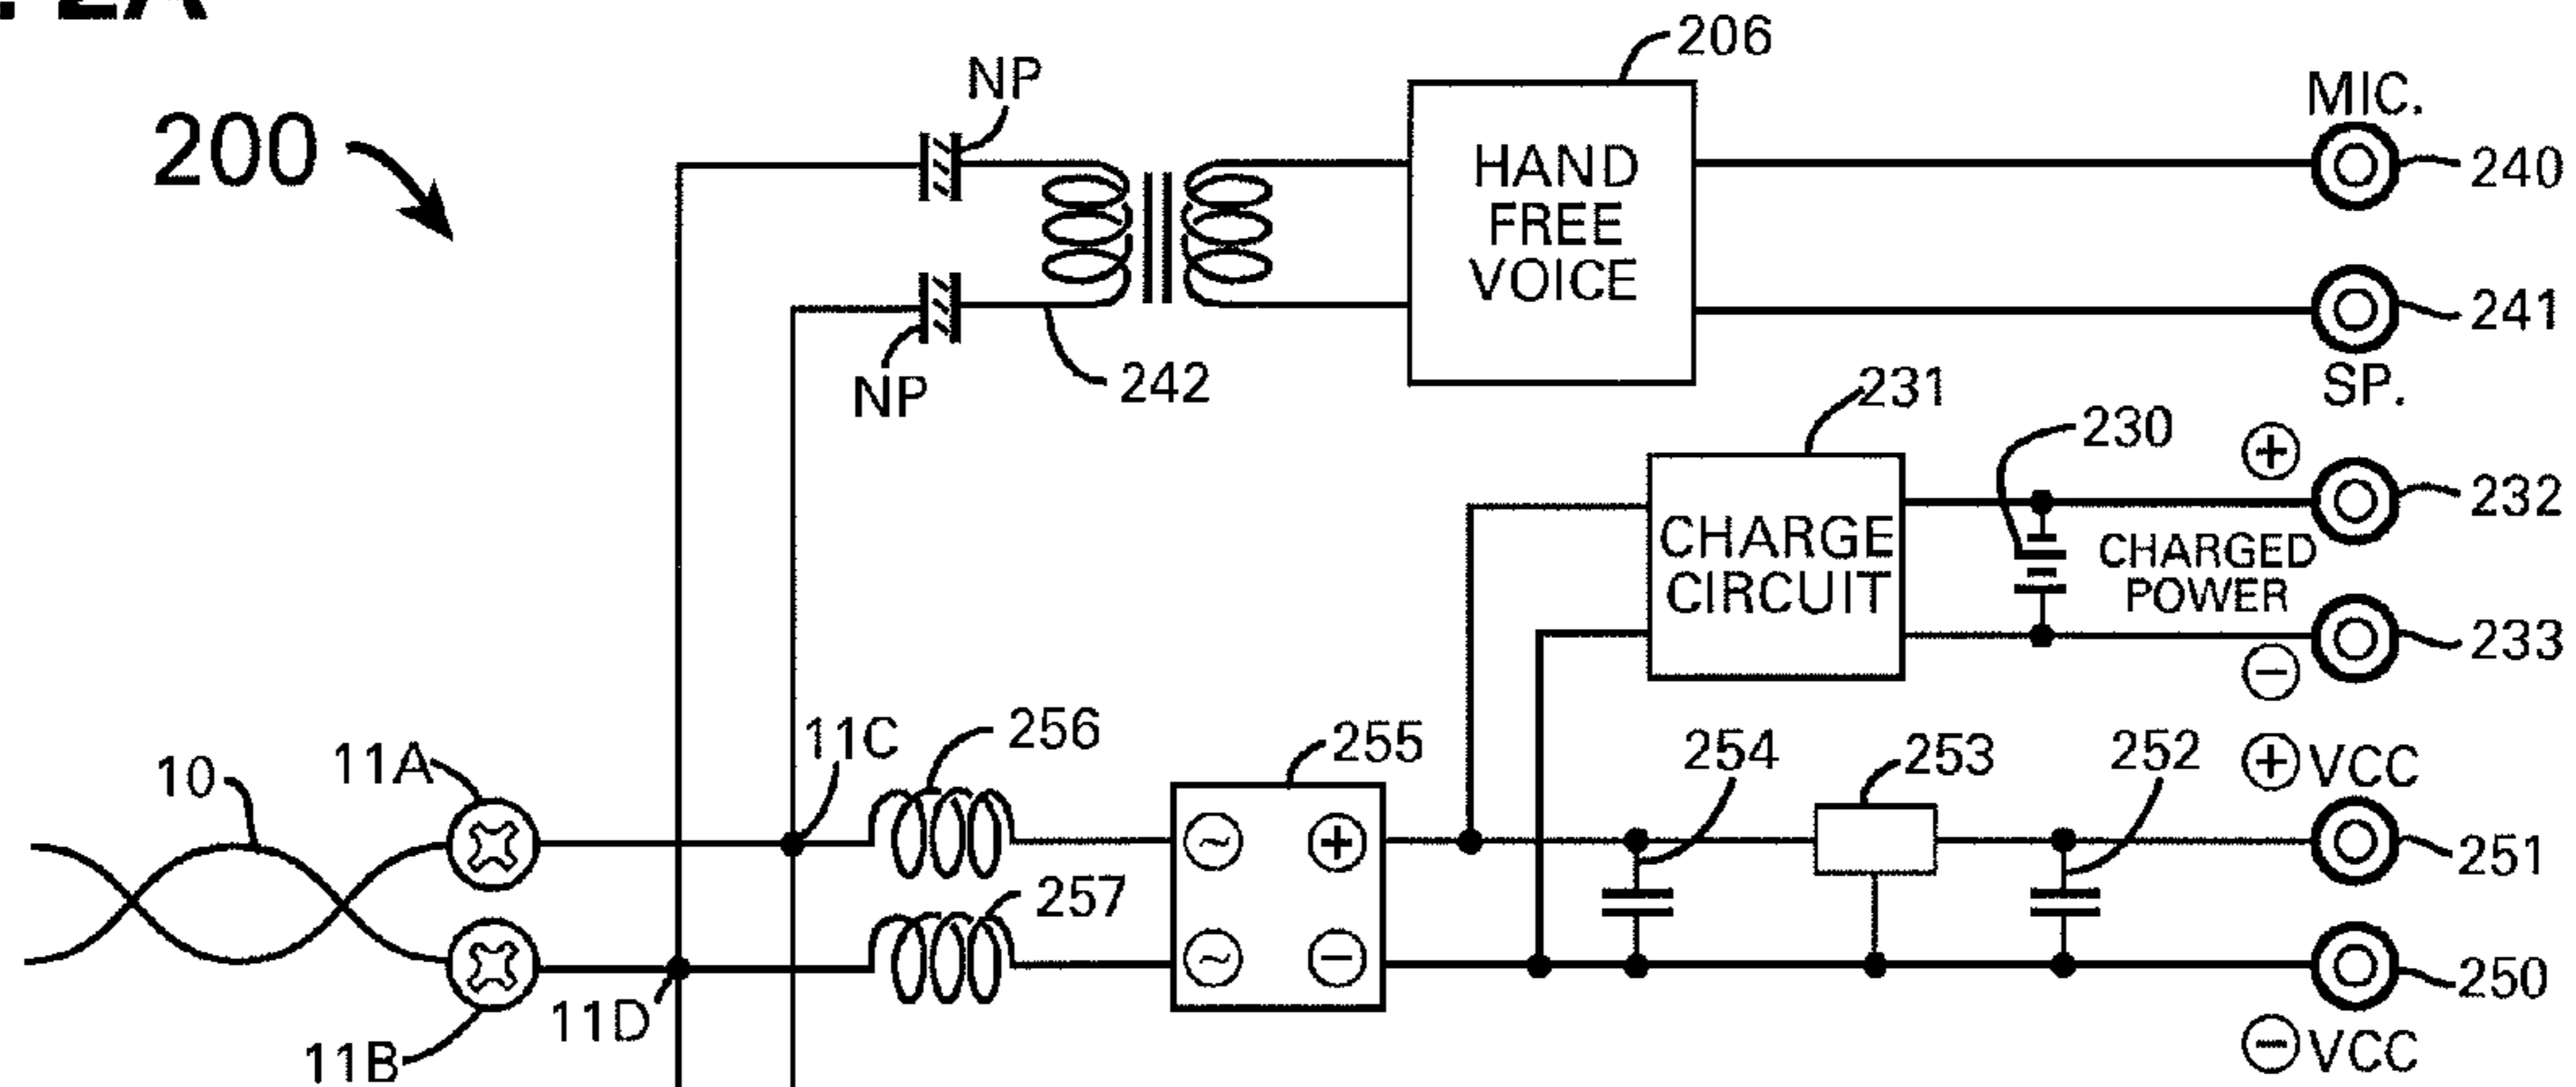 2A
200
NP
206
HAND
FREE
VOICE
MIC.
240
241
SP.
NP
242
231
230
+
232
CHARGE
CIRCUIT
CHARGED
POWER
233
−
10
11A
11C
256
255
254
253
252
+ VCC
251
~
+
257
~
−
250
11D
11B
− VCC